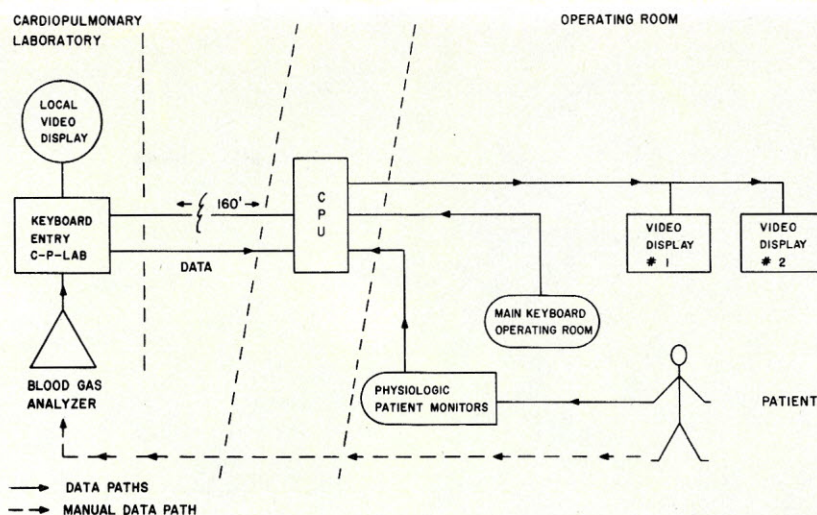 CARDIOPULMONARY
LABORATORY
OPERATING ROOM
LOCAL
VIDEO
DISPLAY
KEYBOARD
ENTRY
C-P-LAB
160'
DATA
CPU
VIDEO
DISPLAY
# 1
VIDEO
DISPLAY
# 2
MAIN KEYBOARD
OPERATING ROOM
BLOOD GAS
ANALYZER
PHYSIOLOGIC
PATIENT MONITORS
PATIENT
DATA PATHS
MANUAL DATA PATH